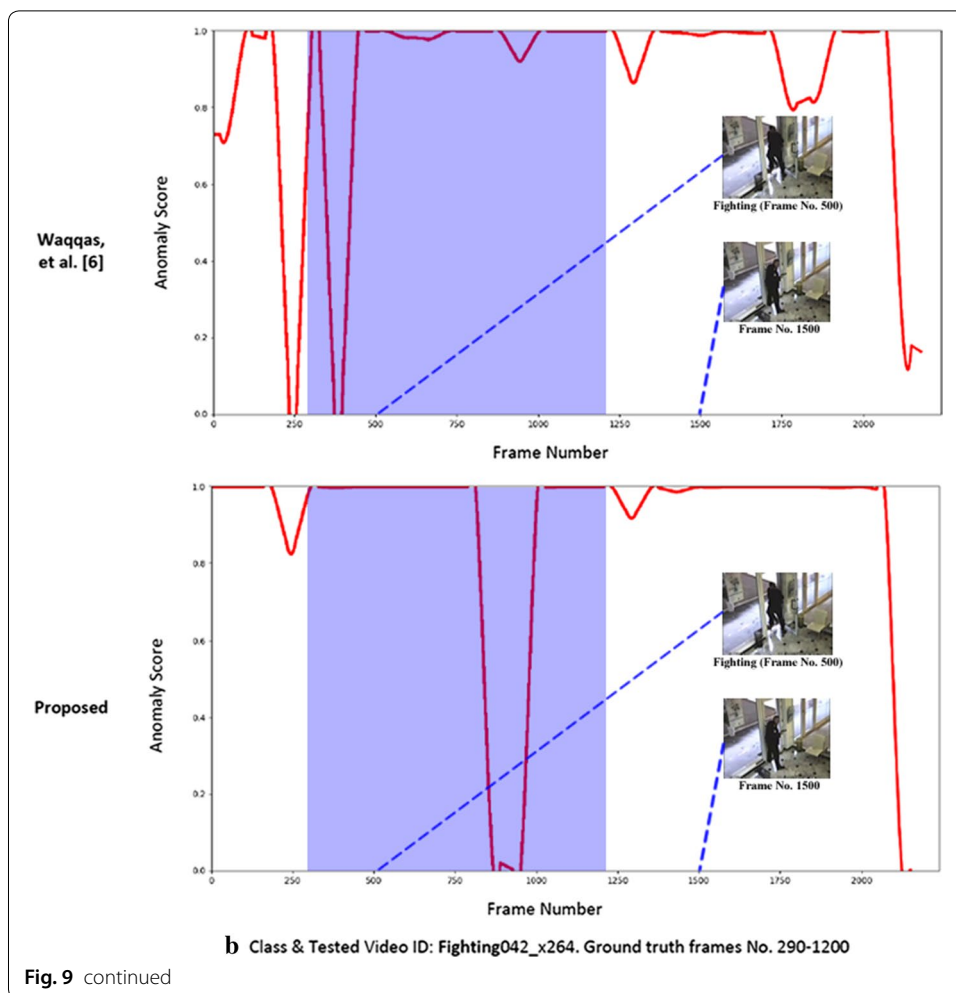 1.0
0.8
0.6
0.4
0.2
0.0
Anomaly Score
Waqqas,
et al. [6]
Fighting (Frame No. 500)
Frame No. 1500
0
250
500
750
1000
1250
1500
1750
2000
Frame Number
1.0
0.8
0.6
0.4
0.2
0.0
Anomaly Score
Proposed
Fighting (Frame No. 500)
Frame No. 1500
0
250
500
750
1000
1250
1500
1750
2000
Frame Number
b Class & Tested Video ID: Fighting042_x264. Ground truth frames No. 290-1200
Fig. 9 continued